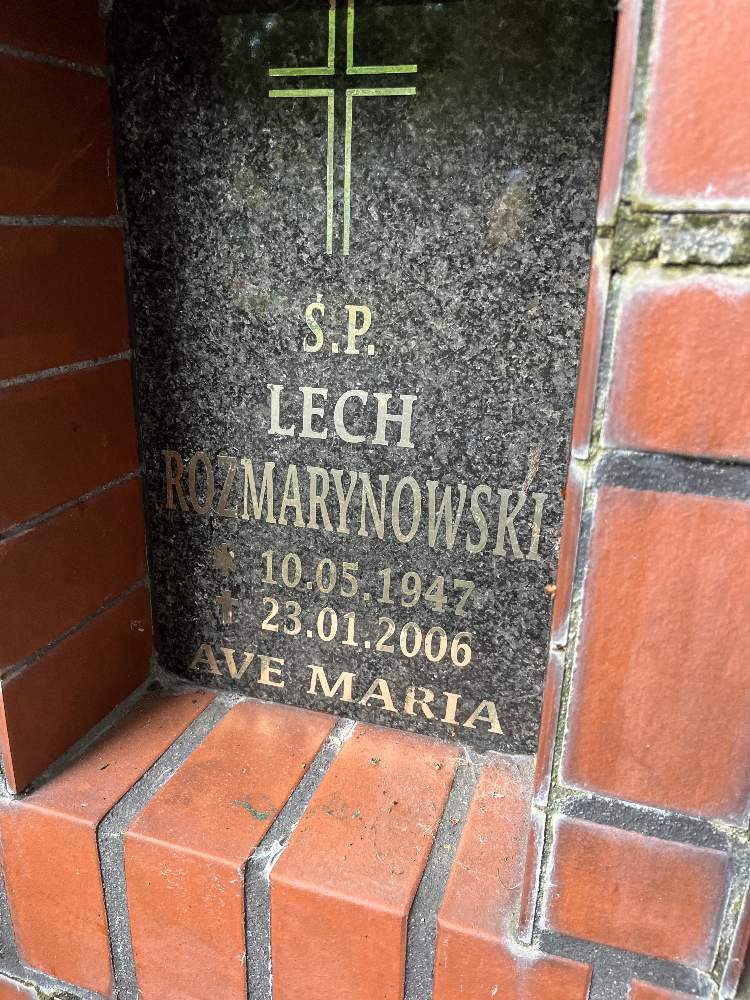 Ś.P.
LECH
ROZMARYNOWSKI
* 10.05.1947
† 23.01.2006
AVE MARIA